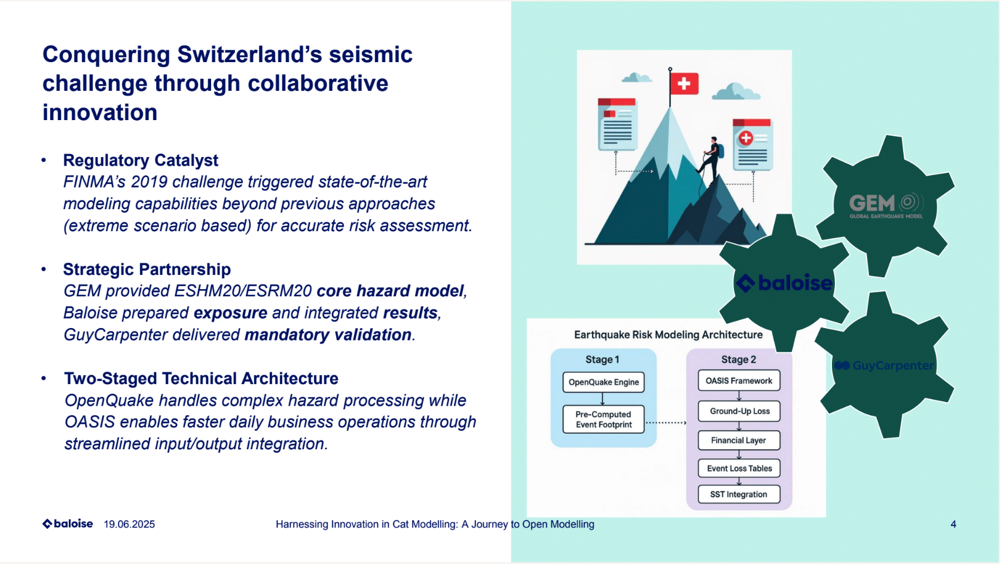 Conquering Switzerland’s seismic
challenge through collaborative
innovation
• Regulatory Catalyst
FINMA’s 2019 challenge triggered state-of-the-art
modeling capabilities beyond previous approaches
(extreme scenario based) for accurate risk assessment.
• Strategic Partnership
GEM provided ESHM20/ESRM20 core hazard model,
Baloise prepared exposure and integrated results,
GuyCarpenter delivered mandatory validation.
• Two-Staged Technical Architecture
OpenQuake handles complex hazard processing while
OASIS enables faster daily business operations through
streamlined input/output integration.
GEM
GLOBAL EARTHQUAKE MODEL
baloise
GuyCarpenter
Earthquake Risk Modeling Architecture
Stage 1
OpenQuake Engine
Pre-Computed
Event Footprint
Stage 2
OASIS Framework
Ground-Up Loss
Financial Layer
Event Loss Tables
SST Integration
baloise 19.06.2025 Harnessing Innovation in Cat Modelling: A Journey to Open Modelling 4